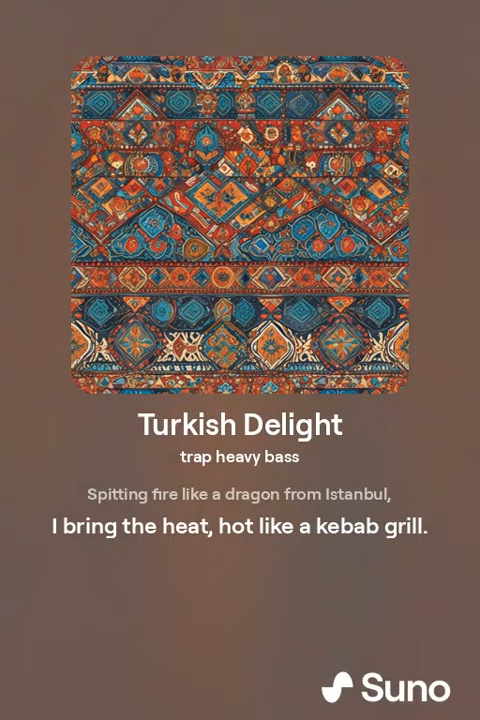 Turkish Delight
trap heavy bass
Spitting fire like a dragon from Istanbul,
I bring the heat, hot like a kebab grill.
Suno